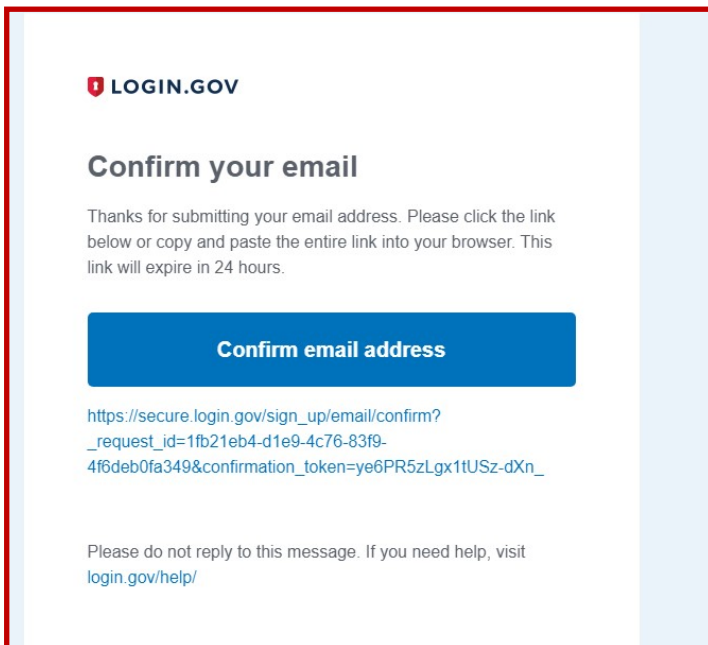 LOGIN.GOV
Confirm your email
Thanks for submitting your email address. Please click the link
below or copy and paste the entire link into your browser. This
link will expire in 24 hours.
Confirm email address
https://secure.login.gov/sign_up/email/confirm?
_request_id=1fb21eb4-d1e9-4c76-83f9-
4f6deb0fa349&confirmation_token=ye6PR5zLgx1tUSz-dXn_
Please do not reply to this message. If you need help, visit
login.gov/help/